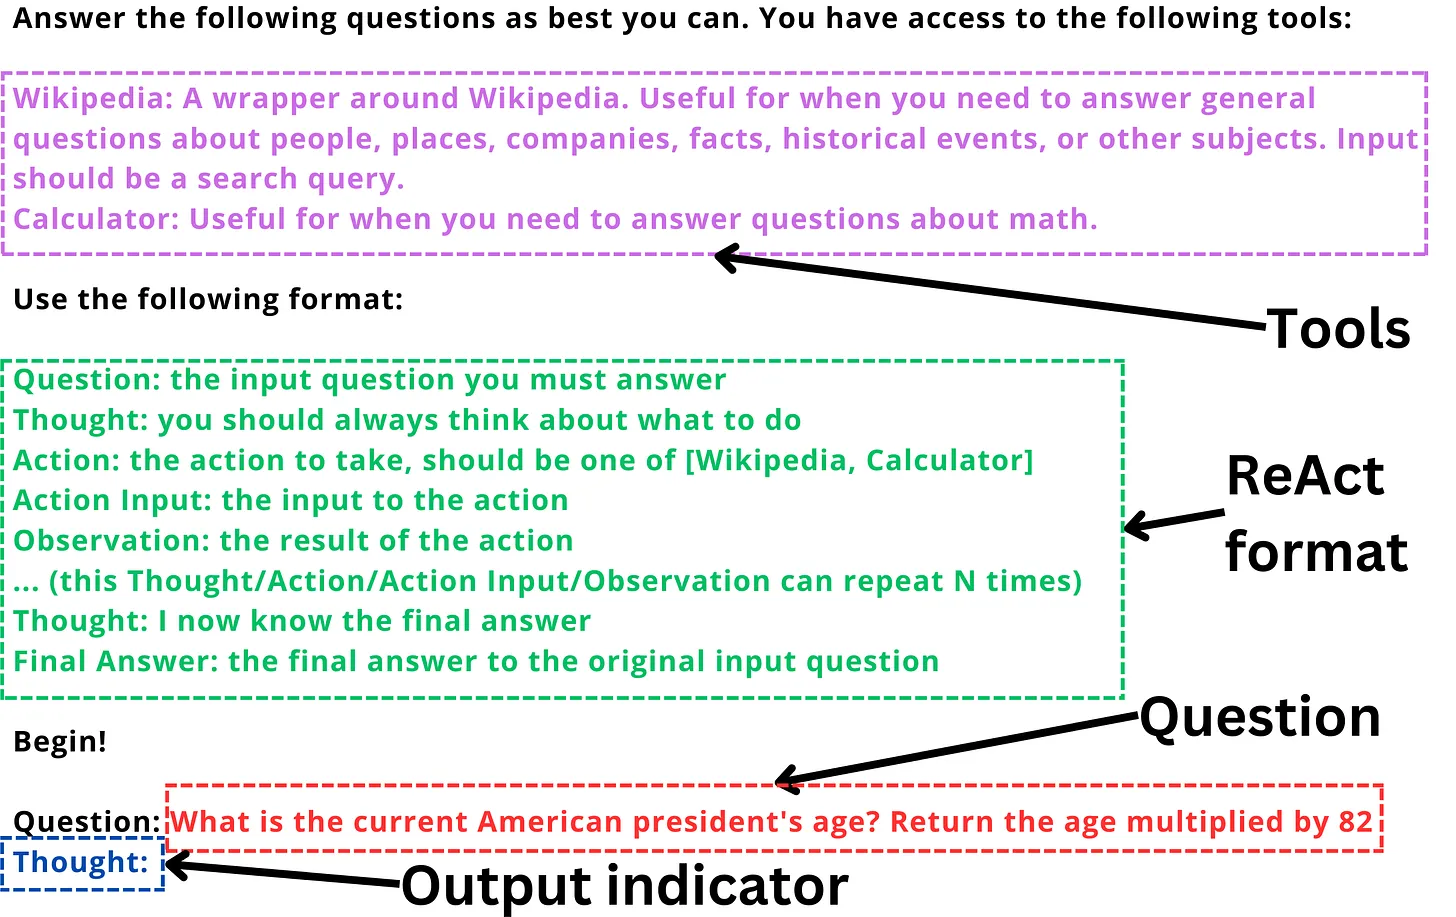 Answer the following questions as best you can. You have access to the following tools:
Wikipedia: A wrapper around Wikipedia. Useful for when you need to answer general
questions about people, places, companies, facts, historical events, or other subjects. Input
should be a search query.
Calculator: Useful for when you need to answer questions about math.
Use the following format:
Tools
Question: the input question you must answer
Thought: you should always think about what to do
Action: the action to take, should be one of [Wikipedia, Calculator]
Action Input: the input to the action
Observation: the result of the action
... (this Thought/Action/Action Input/Observation can repeat N times)
Thought: I now know the final answer
Final Answer: the final answer to the original input question
ReAct
format
Begin!
Question
Question: What is the current American president's age? Return the age multiplied by 82
Thought:
Output indicator